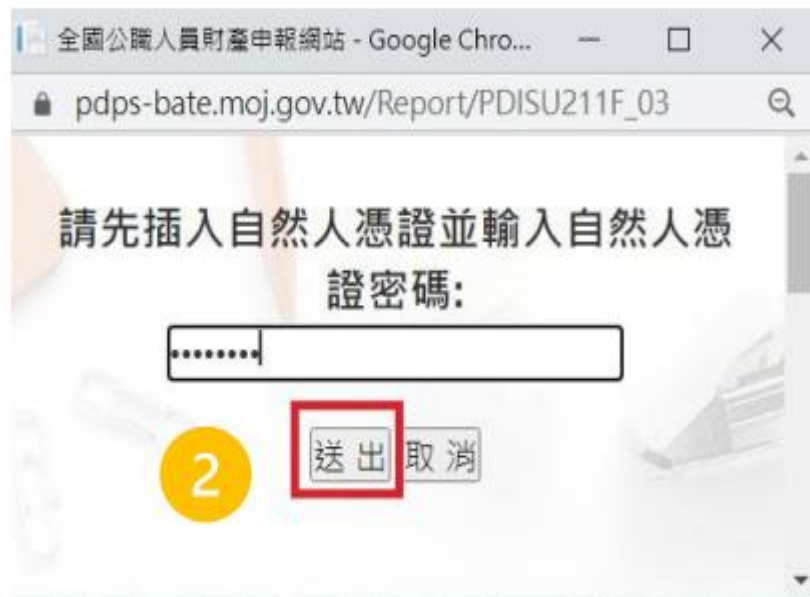 全國公職人員財產申報網站 - Google Chro...
pdps-bate.moj.gov.tw/Report/PDISU211F_03
請先插入自然人憑證並輸入自然人憑
證密碼:
••••••••
2
送出 取消